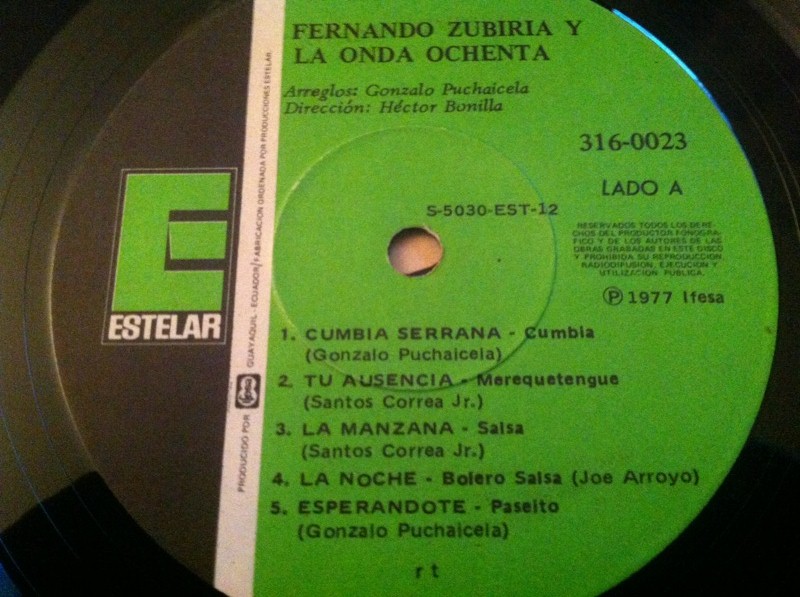 FERNANDO ZUBIRIA Y
LA ONDA OCHENTA
Arreglos: Gonzalo Puchaicela
Dirección: Héctor Bonilla
316-0023
LADO A
S-5030-EST-12
RESERVADOS TODOS LOS DERE-
CHOS DEL PRODUCTOR FONOGRA-
FICO Y DE LOS AUTORES DE LAS
OBRAS GRABADAS EN ESTE DISCO
Y PROHIBIDA SU REPRODUCCION,
RADIODIFUSION, EJECUCION Y
UTILIZACION PUBLICA.
Ⓟ 1977 Ifesa
ESTELAR
PRODUCIDO POR GUAYAQUIL - ECUADOR/FABRICACION ORDENADA POR PRODUCCIONES ESTELAR
1. CUMBIA SERRANA - Cumbia
(Gonzalo Puchaicela)
2. TU AUSENCIA - Merequetengue
(Santos Correa Jr.)
3. LA MANZANA - Salsa
(Santos Correa Jr.)
4. LA NOCHE - Bolero Salsa (Joe Arroyo)
5. ESPERANDOTE - Paseito
(Gonzalo Puchaicela)
r t